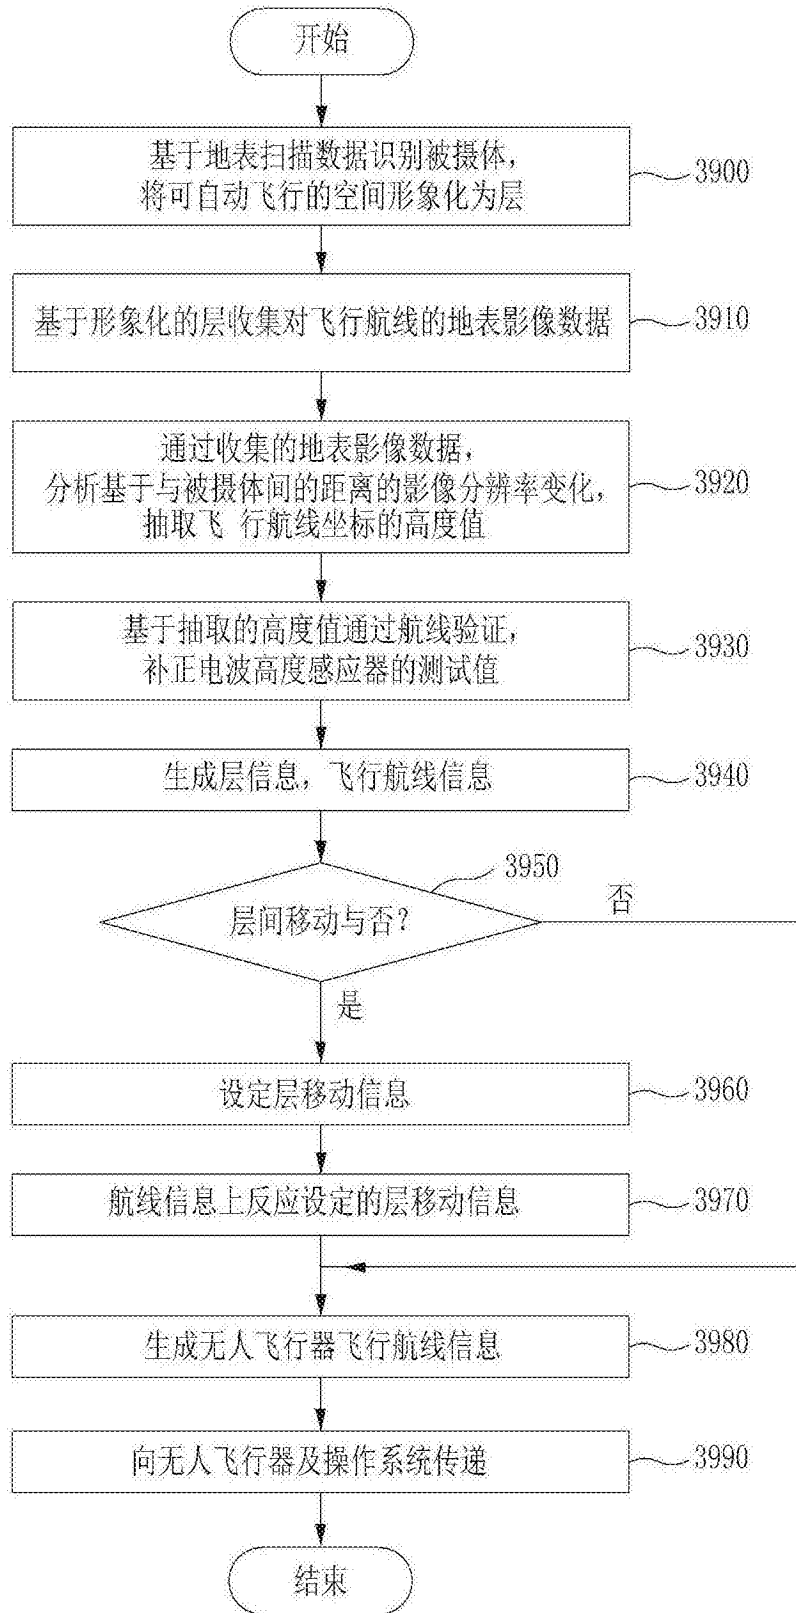 开始
基于地表扫描数据识别被摄体，
将可自动飞行的空间形象化为层
3900
基于形象化的层收集对飞行航线的地表影像数据
3910
通过收集的地表影像数据，
分析基于与被摄体间的距离的影像分辨率变化，
抽取飞 行航线坐标的高度值
3920
基于抽取的高度值通过航线验证，
补正电波高度感应器的测试值
3930
生成层信息，飞行航线信息
3940
3950
层间移动与否？
否
是
设定层移动信息
3960
航线信息上反应设定的层移动信息
3970
生成无人飞行器飞行航线信息
3980
向无人飞行器及操作系统传递
3990
结束